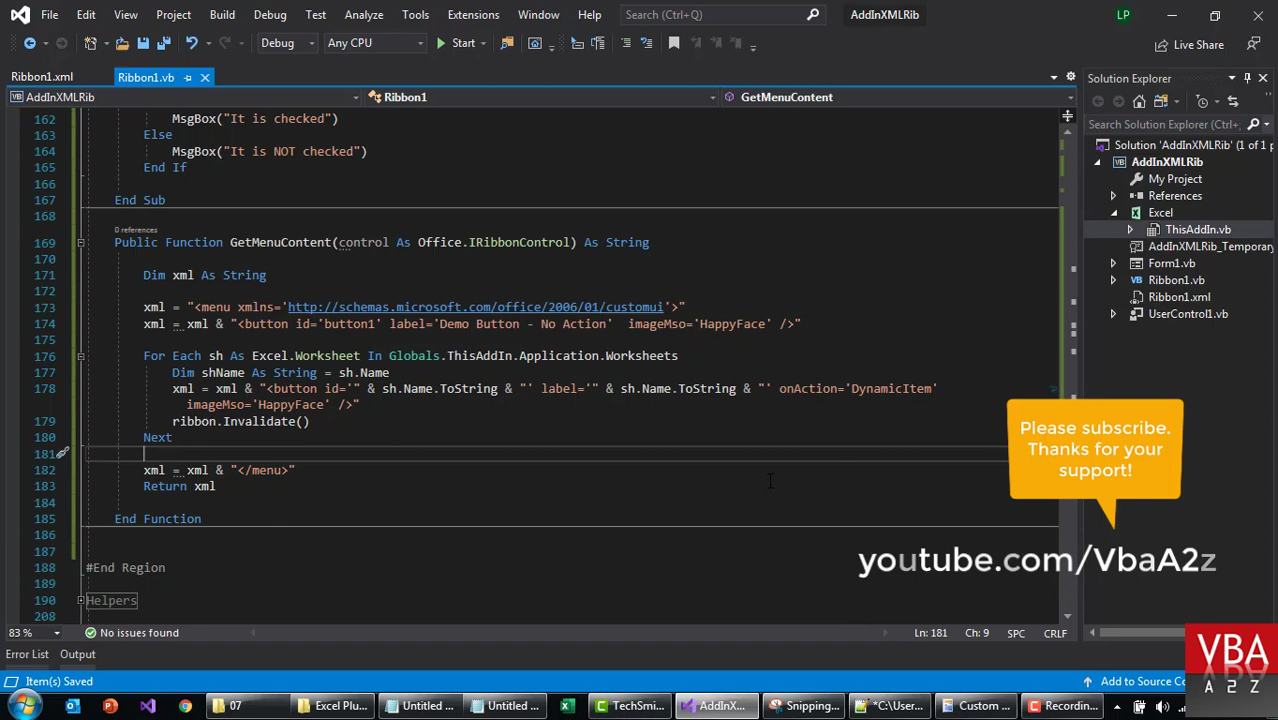 File Edit View Project Build Debug Test Analyze Tools Extensions Window Help Search (Ctrl+Q) AddInXMLRib LP
Debug Any CPU Start Live Share
Ribbon1.xml Ribbon1.vb
AddInXMLRib Ribbon1 GetMenuContent
162 MsgBox("It is checked")
163 Else
164 MsgBox("It is NOT checked")
165 End If
166
167 End Sub
168
0 references
169 Public Function GetMenuContent(control As Office.IRibbonControl) As String
170
171 Dim xml As String
172
173 xml = "<menu xmlns='http://schemas.microsoft.com/office/2006/01/customui'>"
174 xml = xml & "<button id='button1' label='Demo Button - No Action'  imageMso='HappyFace' />"
175
176 For Each sh As Excel.Worksheet In Globals.ThisAddIn.Application.Worksheets
177 Dim shName As String = sh.Name
178 xml = xml & "<button id='" & sh.Name.ToString & "' label='" & sh.Name.ToString & "' onAction='DynamicItem'
imageMso='HappyFace' />"
179 ribbon.Invalidate()
180 Next
181
182 xml = xml & "</menu>"
183 Return xml
184
185 End Function
186
187
188 #End Region
189
190 Helpers
208
83 % No issues found Ln: 181 Ch: 9 SPC CRLF
Error List Output
Item(s) Saved Add to Source Co
Solution Explorer
Search Solution Explorer (Ctrl+
Solution 'AddInXMLRib' (1 of 1 p
AddInXMLRib
My Project
References
Excel
ThisAddIn.vb
AddInXMLRib_Temporary
Form1.vb
Ribbon1.vb
Ribbon1.xml
UserControl1.vb
Please subscribe.
Thanks for your
support!
youtube.com/VbaA2z
VBA
A 2 Z
07 Excel Plu... Untitled ... Untitled ... TechSmi... AddInX... Snipping... *C:\User... Custom ... Recordin...